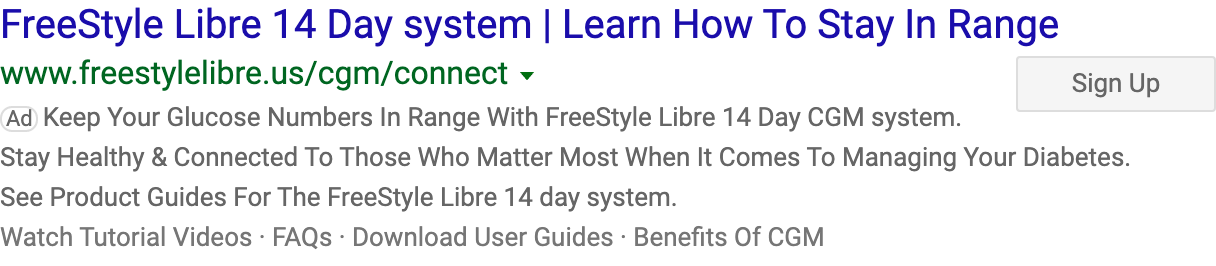 FreeStyle Libre 14 Day system | Learn How To Stay In Range
www.freestylelibre.us/cgm/connect
Sign Up
Ad Keep Your Glucose Numbers In Range With FreeStyle Libre 14 Day CGM system.
Stay Healthy & Connected To Those Who Matter Most When It Comes To Managing Your Diabetes.
See Product Guides For The FreeStyle Libre 14 day system.
Watch Tutorial Videos · FAQs · Download User Guides · Benefits Of CGM